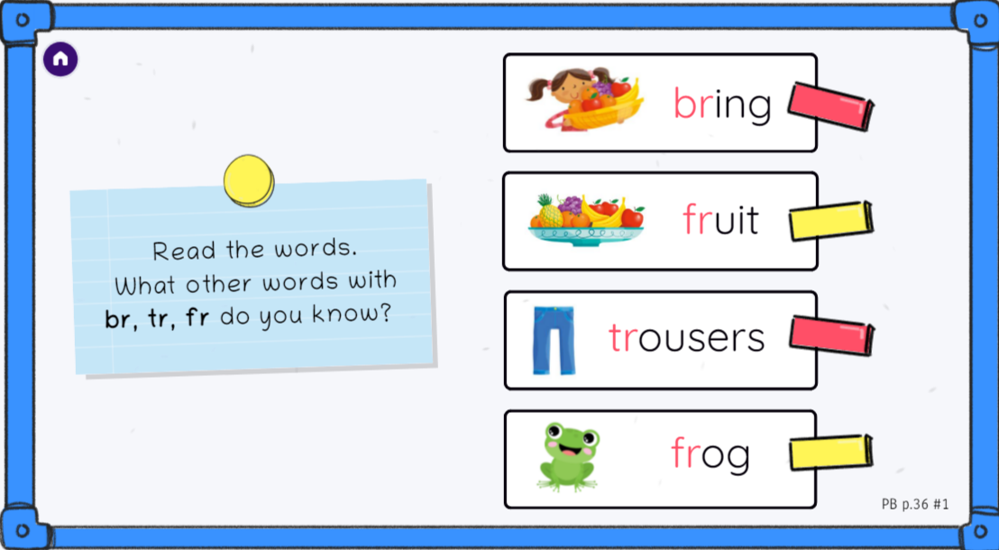 Read the words.
What other words with
br, tr, fr do you know?
bring
fruit
trousers
frog
PB p.36 #1